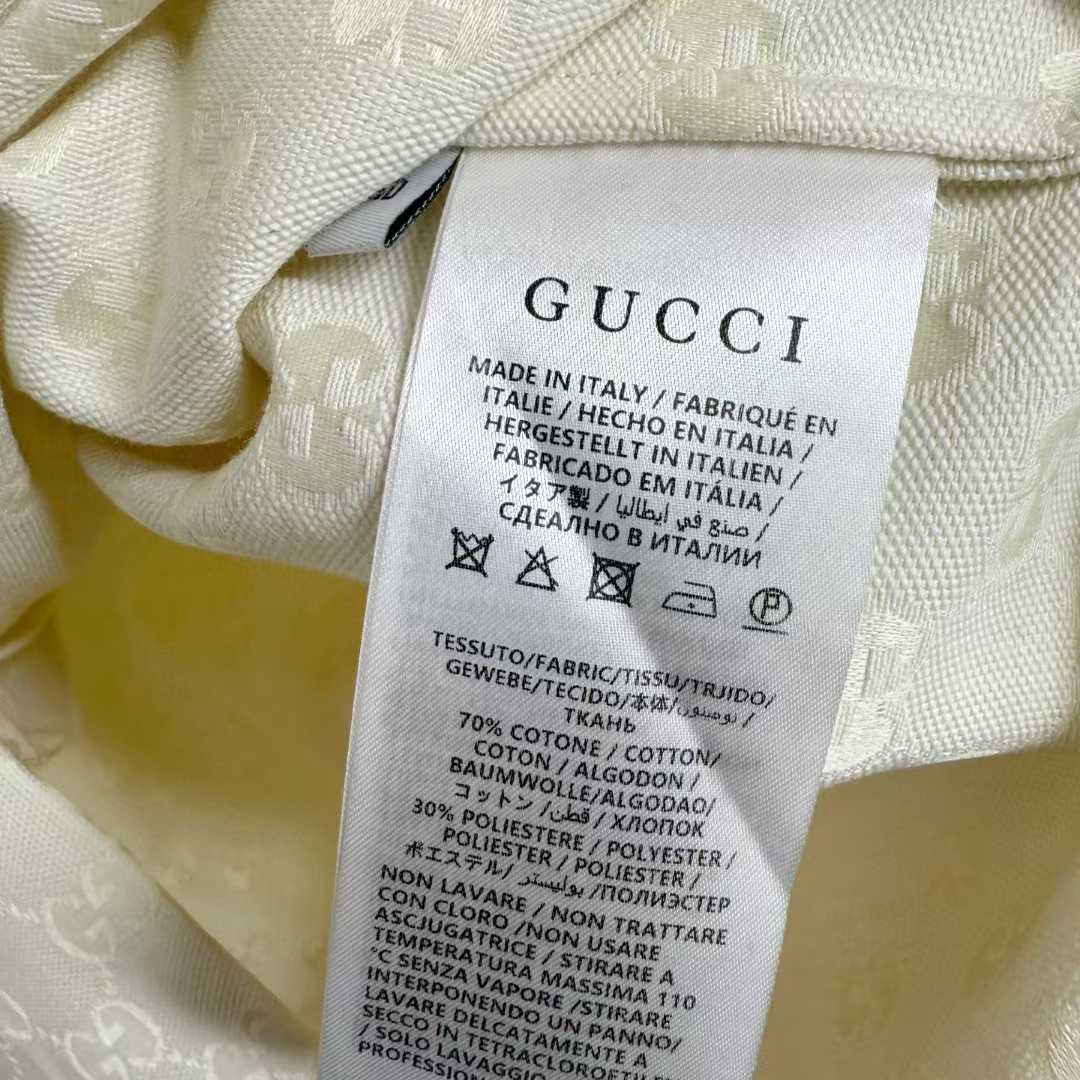 GUCCI
MADE IN ITALY / FABRIQUÉ EN
ITALIE / HECHO EN ITALIA /
HERGESTELLT IN ITALIEN /
FABRICADO EM ITÁLIA /
イタア製 / صنع في ايطاليا /
СДЕАЛНО В ИТАЛИИ
P
TESSUTO/FABRIC/TISSU/TRJIDO/
GEWEBE/TECIDO/本体/ /
ТКАНЬ
70% COTONE / COTTON/
COTON / ALGODON /
BAUMWOLLE/ALGODAO/
コットン /قطن / ХЛОПОК
30% POLIESTERE / POLYESTER /
POLIESTER / POLIESTER /
ポエステル/ بوليستر /ПОЛИЭСТЕР
NON LAVARE / NON TRATTARE
CON CLORO /NON USARE
ASCJUGATRICE / STIRARE A
TEMPERATURA MASSIMA 110
°C SENZA VAPORE /STIRARE
INTERPONENDO UN PANNO/
LAVARE DELCATAMENTE A
SECCO IN TETRACLOROETILE
/ SOLO LAVAGGIO
PROFESSION